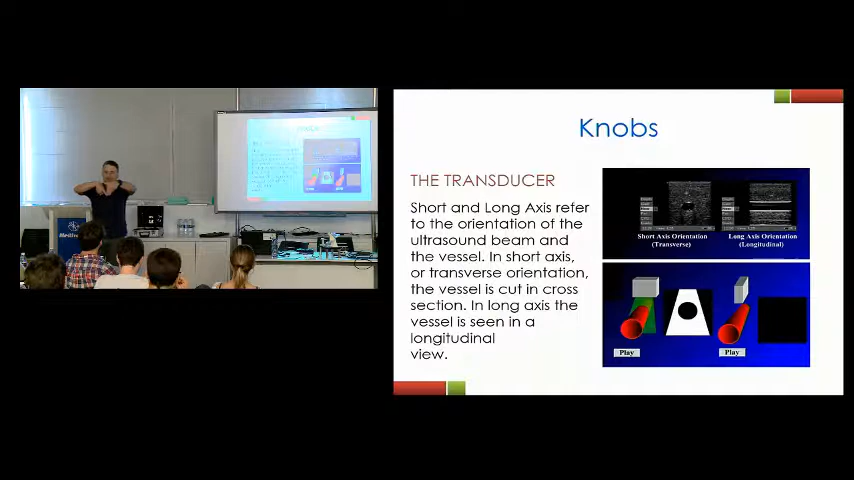 Knobs
THE TRANSDUCER
Short and Long Axis refer
to the orientation of the
ultrasound beam and
the vessel. In short axis,
or transverse orientation,
the vessel is cut in cross
section. In long axis the
vessel is seen in a
longitudinal
view.
Short Axis Orientation
(Transverse)
Long Axis Orientation
(Longitudinal)
Play
Play